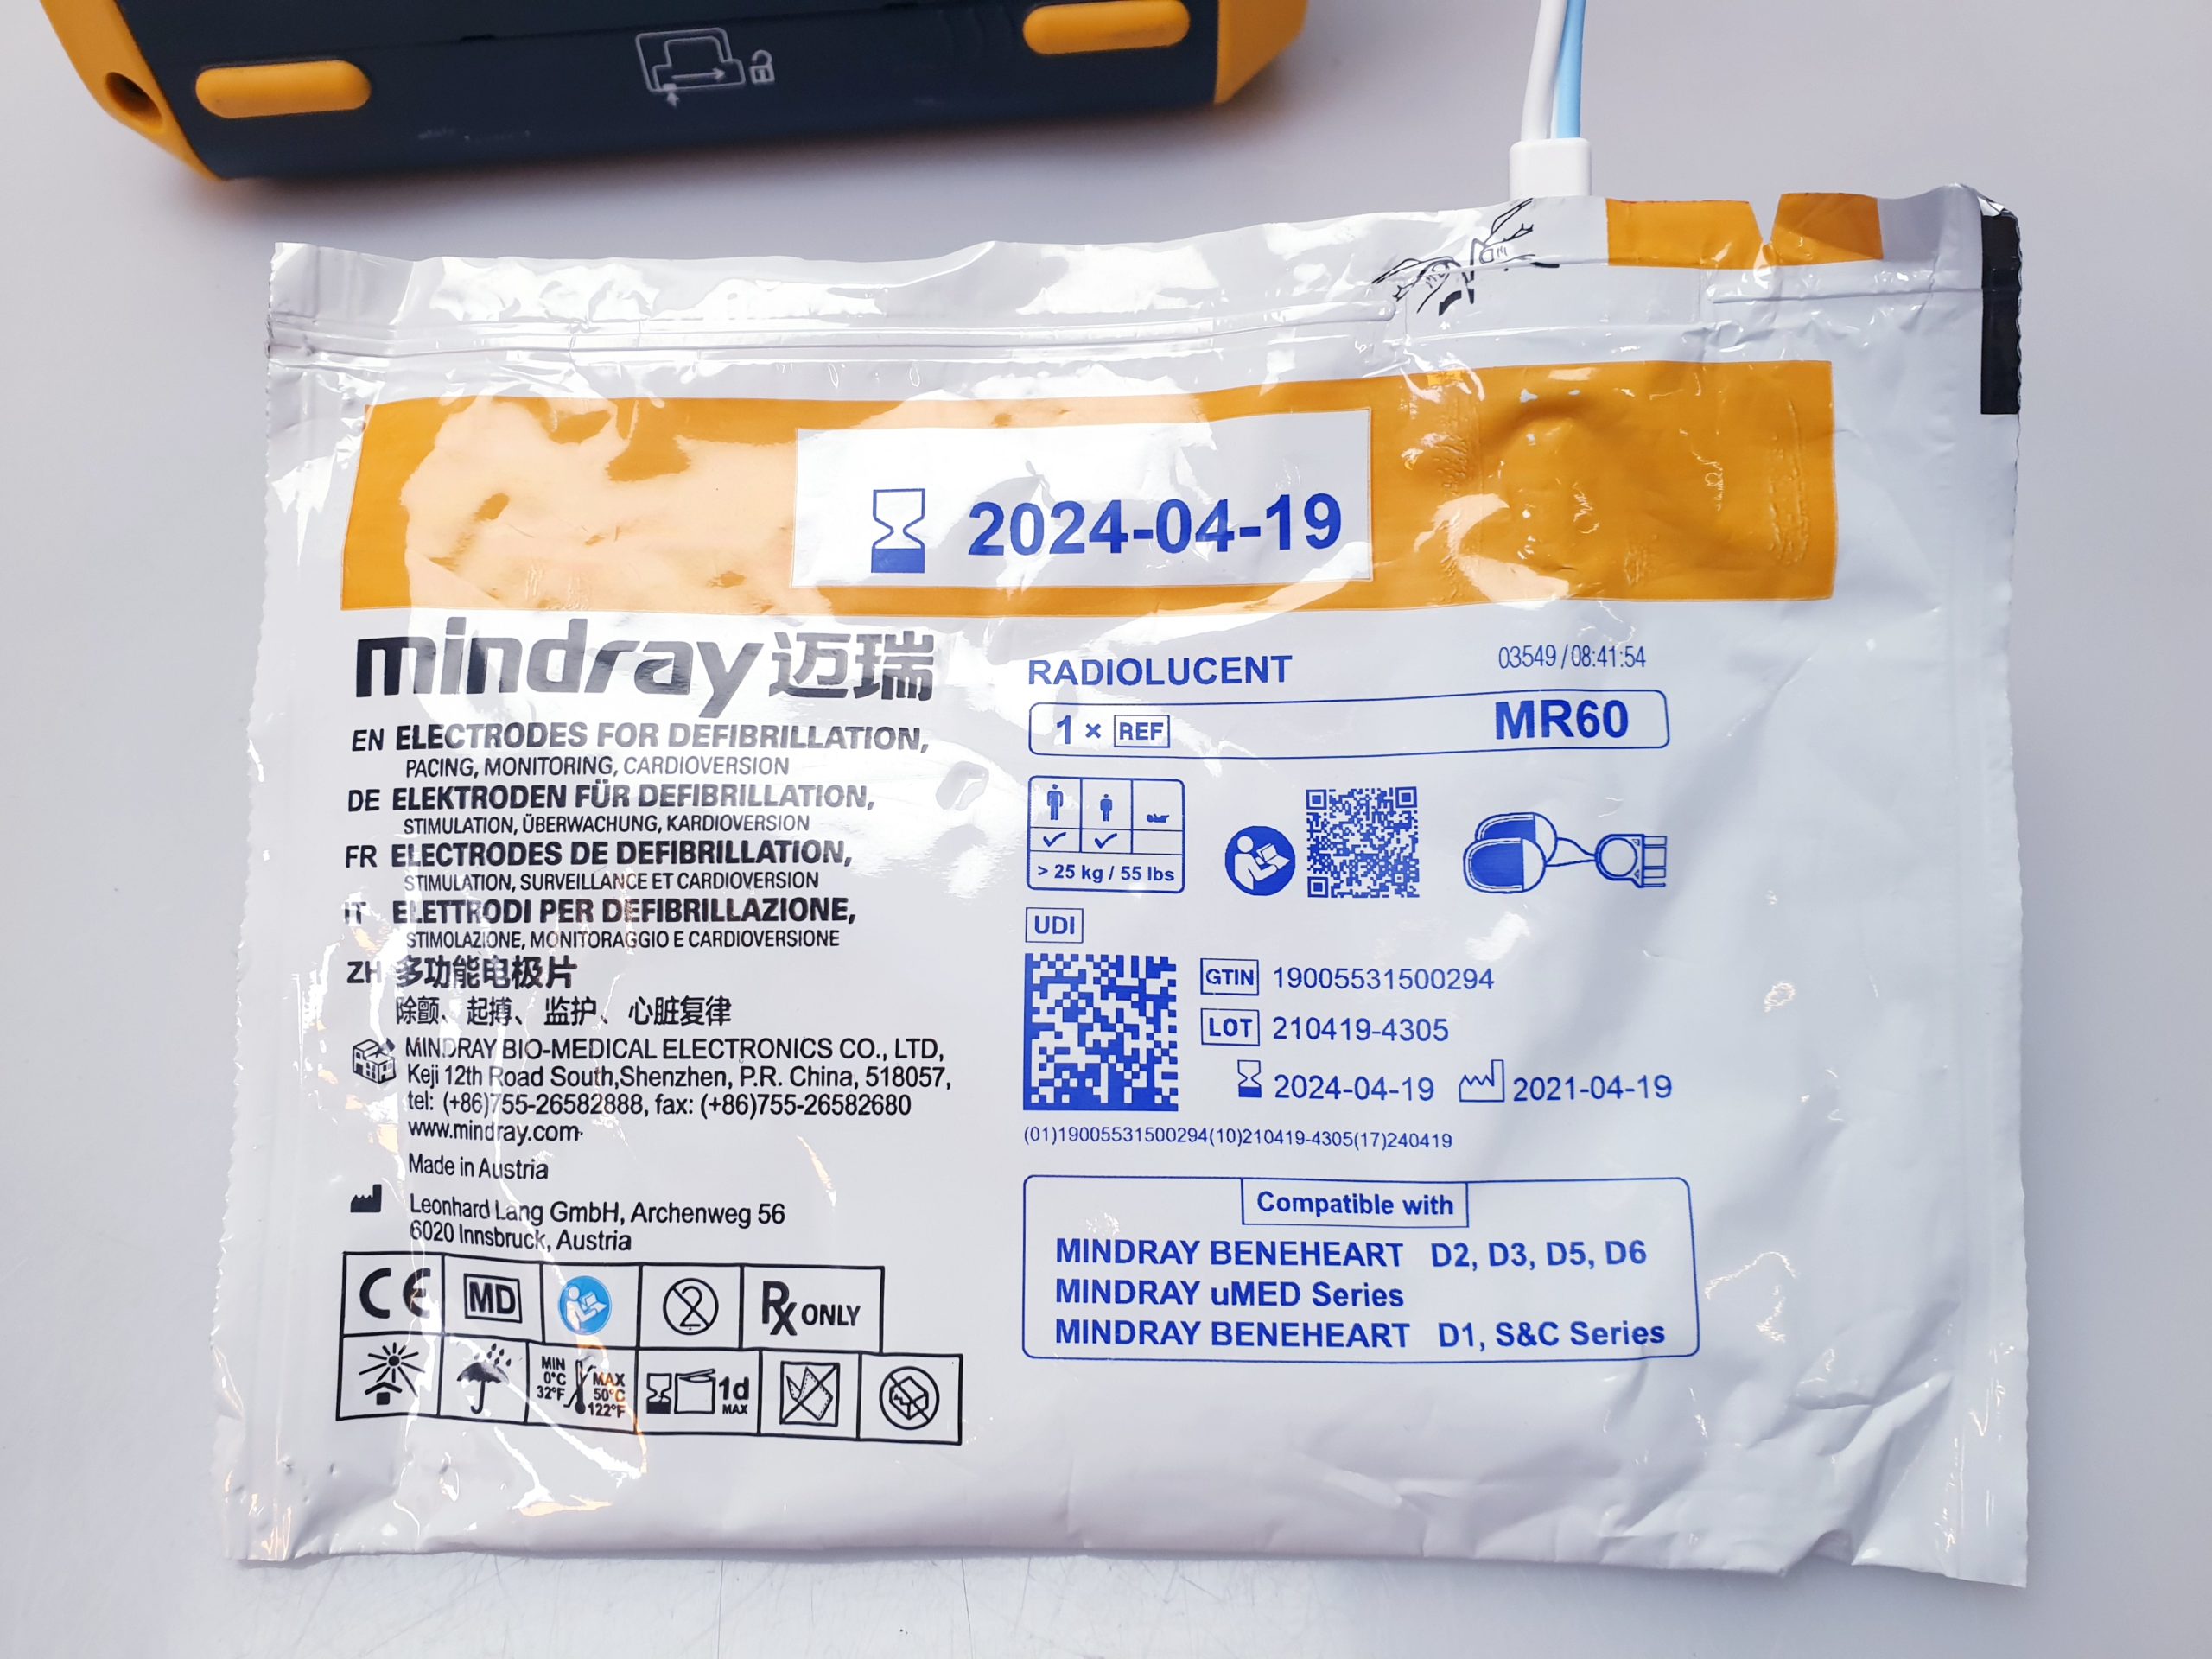 2024-04-19
mindray迈瑞
EN ELECTRODES FOR DEFIBRILLATION,
PACING, MONITORING, CARDIOVERSION
DE ELEKTRODEN FÜR DEFIBRILLATION,
STIMULATION, ÜBERWACHUNG, KARDIOVERSION
FR ELECTRODES DE DEFIBRILLATION,
STIMULATION, SURVEILLANCE ET CARDIOVERSION
IT ELETTRODI PER DEFIBRILLAZIONE,
STIMOLAZIONE, MONITORAGGIO E CARDIOVERSIONE
ZH 多功能电极片
除颤、起搏、监护、心脏复律
MINDRAY BIO-MEDICAL ELECTRONICS CO., LTD,
Keji 12th Road South,Shenzhen, P.R. China, 518057,
tel: (+86)755-26582888, fax: (+86)755-26582680
www.mindray.com
Made in Austria
Leonhard Lang GmbH, Archenweg 56
6020 Innsbruck, Austria
CE MD 2 Rx ONLY
MIN 0°C 32°F MAX 50°C 122°F
1d MAX
RADIOLUCENT
03549/08:41:54
1 × REF MR60
> 25 kg / 55 lbs
UDI
GTIN 19005531500294
LOT 210419-4305
2024-04-19 2021-04-19
(01)19005531500294(10)210419-4305(17)240419
Compatible with
MINDRAY BENEHEART D2, D3, D5, D6
MINDRAY uMED Series
MINDRAY BENEHEART D1, S&C Series